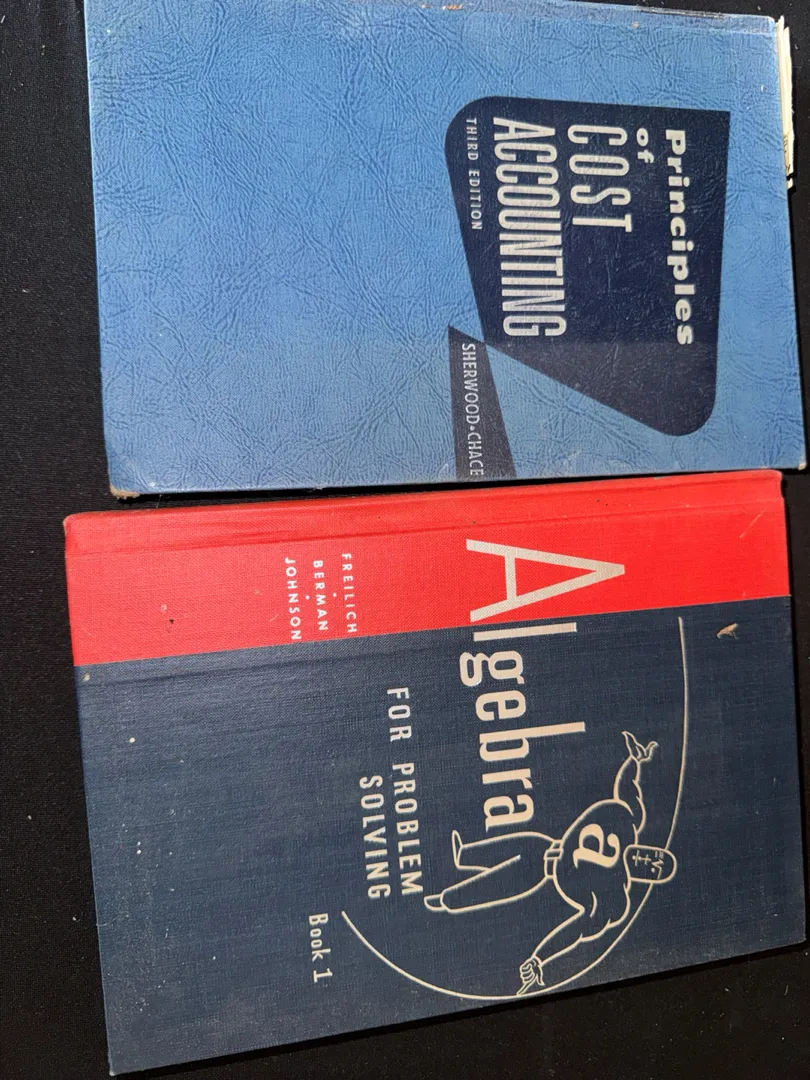 Principles
of
COST
ACCOUNTING
THIRD EDITION
SHERWOOD•CHACE
Algebra
FOR PROBLEM
SOLVING
FREILICH
•
BERMAN
•
JOHNSON
a
Book 1